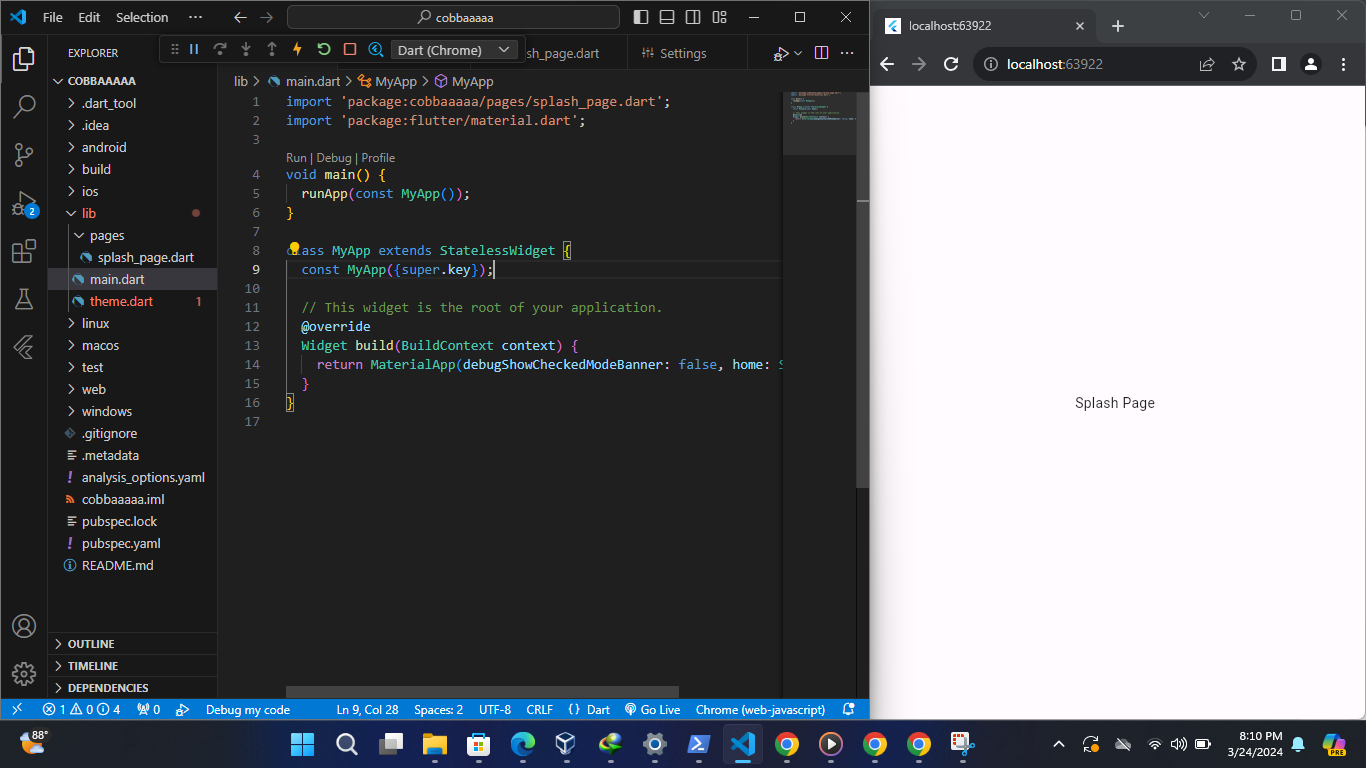 File Edit Selection ··· cobbaaaaa
EXPLORER
Dart (Chrome)
sh_page.dart
Settings
COBBAAAAA
.dart_tool
.idea
android
build
ios
lib
pages
splash_page.dart
main.dart
theme.dart 1
linux
macos
test
web
windows
.gitignore
.metadata
analysis_options.yaml
cobbaaaaa.iml
pubspec.lock
pubspec.yaml
README.md
OUTLINE
TIMELINE
DEPENDENCIES
2
lib > main.dart > MyApp > MyApp
1 import 'package:cobbaaaaa/pages/splash_page.dart';
2 import 'package:flutter/material.dart';
3
Run | Debug | Profile
4 void main() {
5 runApp(const MyApp());
6 }
7
8 class MyApp extends StatelessWidget {
9 const MyApp({super.key});
10
11 // This widget is the root of your application.
12 @override
13 Widget build(BuildContext context) {
14 return MaterialApp(debugShowCheckedModeBanner: false, home: S
15 }
16 }
17
1 0 4 0 Debug my code Ln 9, Col 28 Spaces: 2 UTF-8 CRLF {} Dart Go Live Chrome (web-javascript)
localhost:63922
localhost:63922
Splash Page
88°
8:10 PM
3/24/2024
PRE